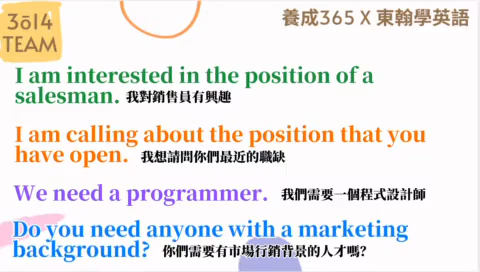 3014
TEAM
養成365 X 東翰學英語
I am interested in the position of a
salesman. 我對銷售員有興趣
I am calling about the position that you
have open. 我想請問你們最近的職缺
We need a programmer. 我們需要一個程式設計師
Do you need anyone with a marketing
background? 你們需要有市場行銷背景的人才嗎?